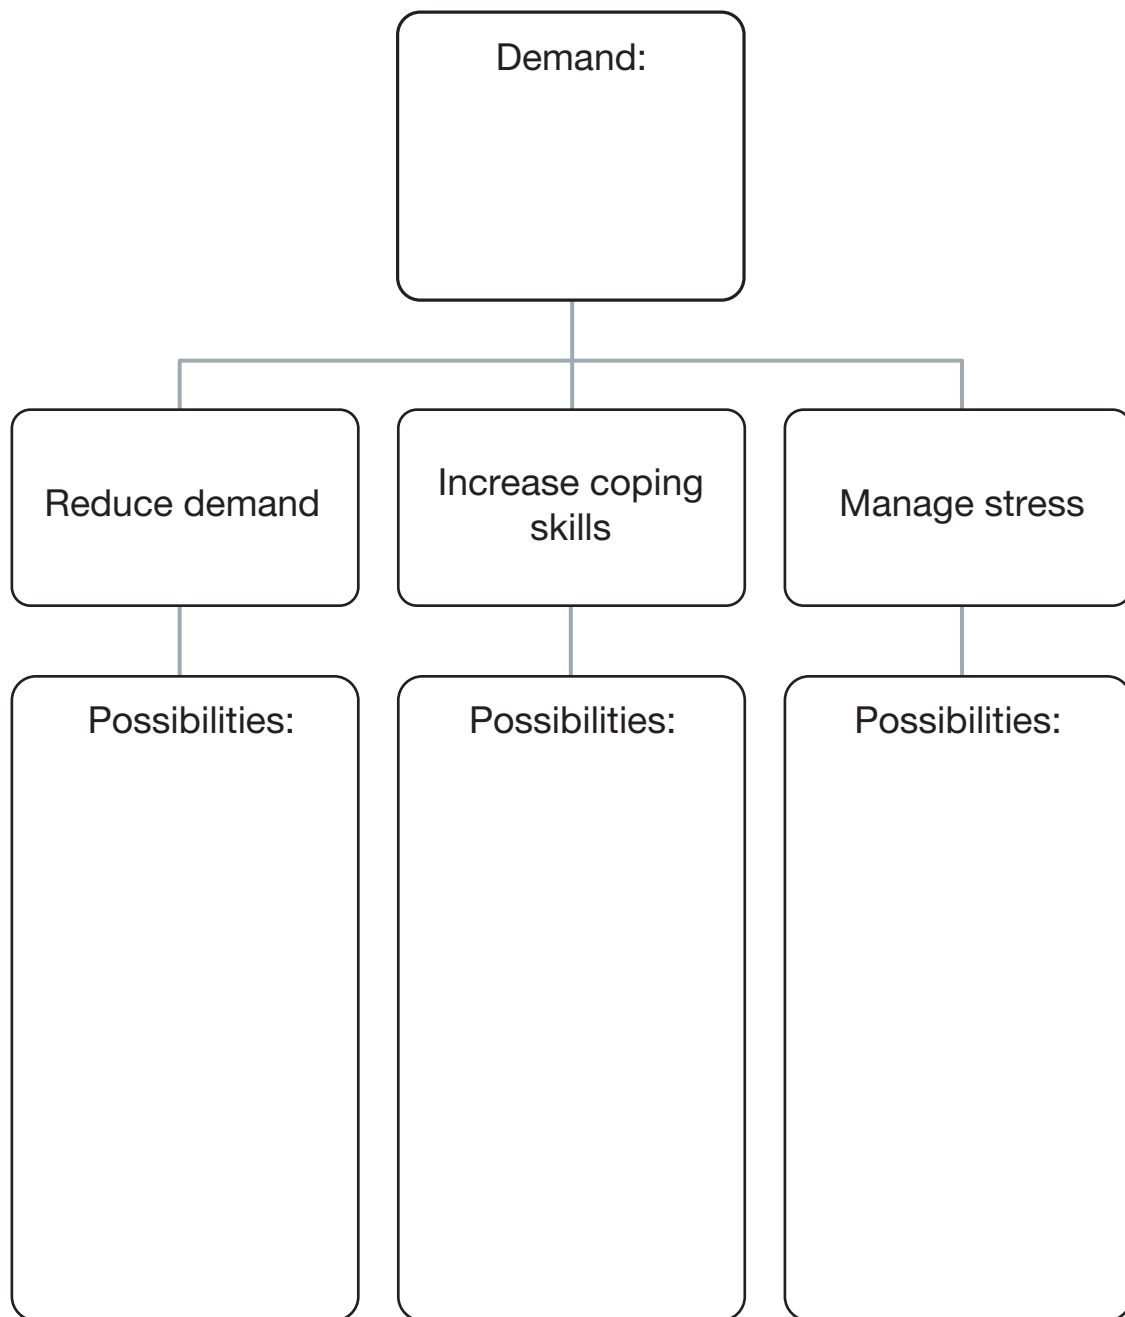 Demand:
Reduce demand
Increase coping
skills
Manage stress
Possibilities:
Possibilities:
Possibilities: